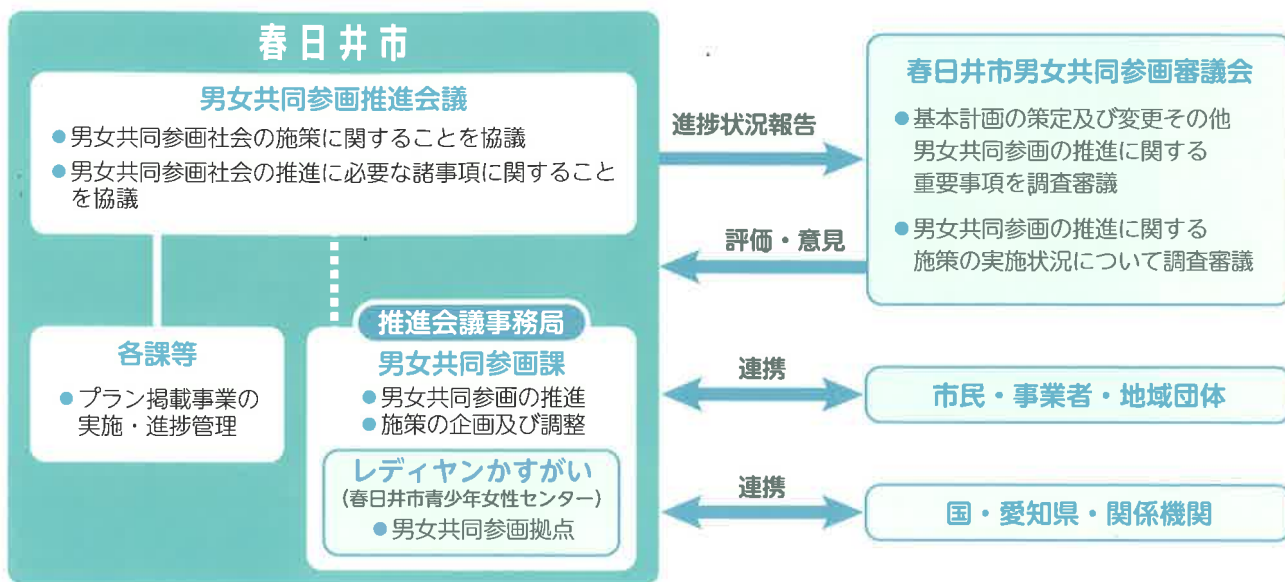 春日井市
男女共同参画推進会議
●男女共同参画社会の施策に関することを協議
●男女共同参画社会の推進に必要な諸事項に関すること
を協議
各課等
●プラン掲載事業の
実施・進捗管理
推進会議事務局
男女共同参画課
●男女共同参画の推進
●施策の企画及び調整
レディヤンかすがい
(春日井市青少年女性センター)
●男女共同参画拠点
進捗状況報告
評価・意見
連携
連携
春日井市男女共同参画審議会
●基本計画の策定及び変更その他
男女共同参画の推進に関する
重要事項を調査審議
●男女共同参画の推進に関する
施策の実施状況について調査審議
市民・事業者・地域団体
国・愛知県・関係機関